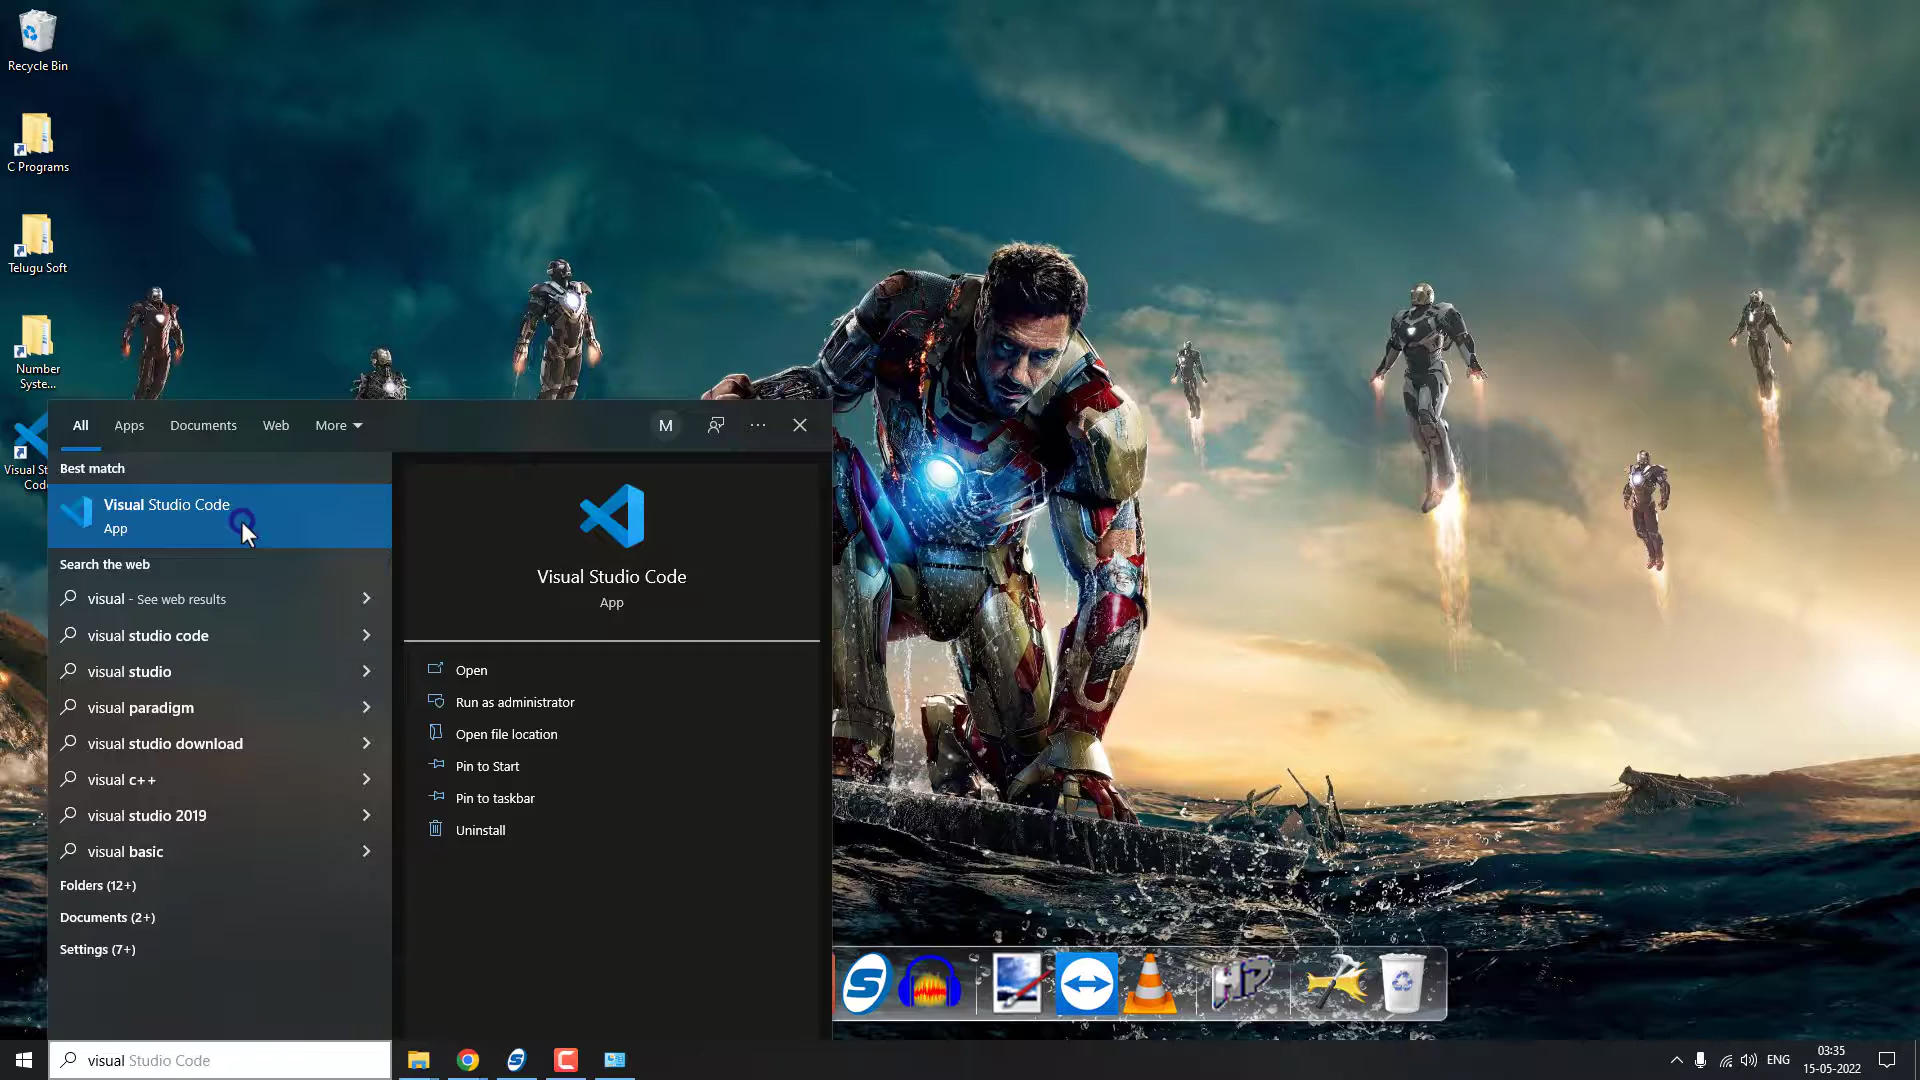 Recycle Bin
C Programs
Telugu Soft
Number
Syste...
Visual St
Code
All Apps Documents Web More M
Best match
Visual Studio Code
App
Search the web
visual - See web results
visual studio code
visual studio
visual paradigm
visual studio download
visual c++
visual studio 2019
visual basic
Folders (12+)
Documents (2+)
Settings (7+)
Visual Studio Code
App
Open
Run as administrator
Open file location
Pin to Start
Pin to taskbar
Uninstall
S
HP
visual Studio Code
ENG
03:35
15-05-2022